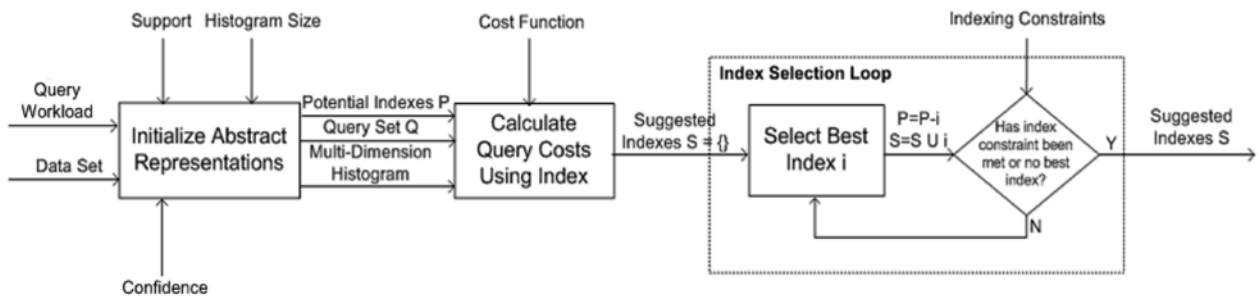 Support
Histogram Size
Cost Function
Indexing Constraints
Query
Workload
Data Set
Initialize Abstract
Representations
Confidence
Potential Indexes P
Query Set Q
Multi-Dimension
Histogram
Calculate
Query Costs
Using Index
Suggested
Indexes S = {}
Index Selection Loop
Select Best
Index i
P=P-i
S=S U i
Has index
constraint been
met or no best
index?
Y
N
Suggested
Indexes S